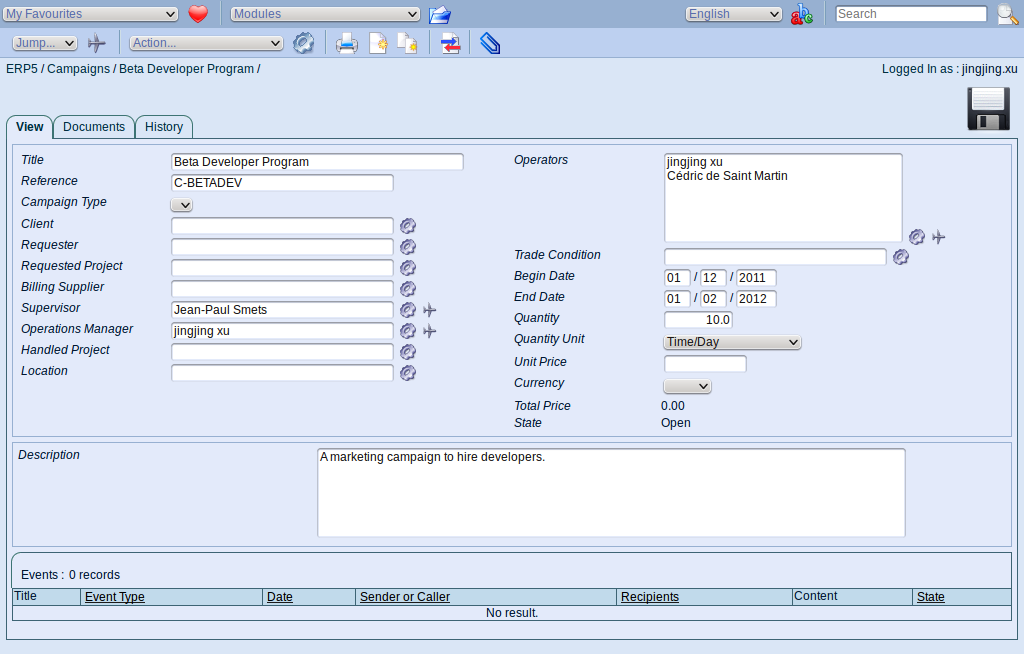 My Favourites Modules English Search
Jump... Action...
ERP5 / Campaigns / Beta Developer Program / Logged In as : jingjing.xu
View Documents History
Title Beta Developer Program
Reference C-BETADEV
Campaign Type
Client
Requester
Requested Project
Billing Supplier
Supervisor Jean-Paul Smets
Operations Manager jingjing xu
Handled Project
Location
Operators jingjing xu
Cédric de Saint Martin
Trade Condition
Begin Date 01 / 12 / 2011
End Date 01 / 02 / 2012
Quantity 10.0
Quantity Unit Time/Day
Unit Price
Currency
Total Price 0.00
State Open
Description A marketing campaign to hire developers.
Events : 0 records
Title Event Type Date Sender or Caller Recipients Content State
No result.